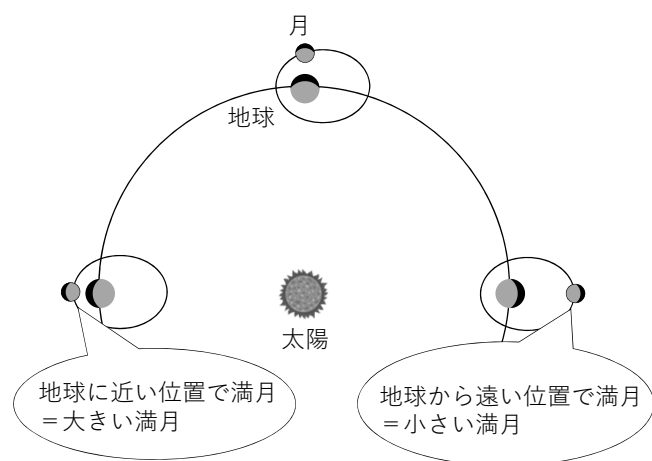 月
地球
太陽
地球に近い位置で満月
＝大きい満月
地球から遠い位置で満月
＝小さい満月